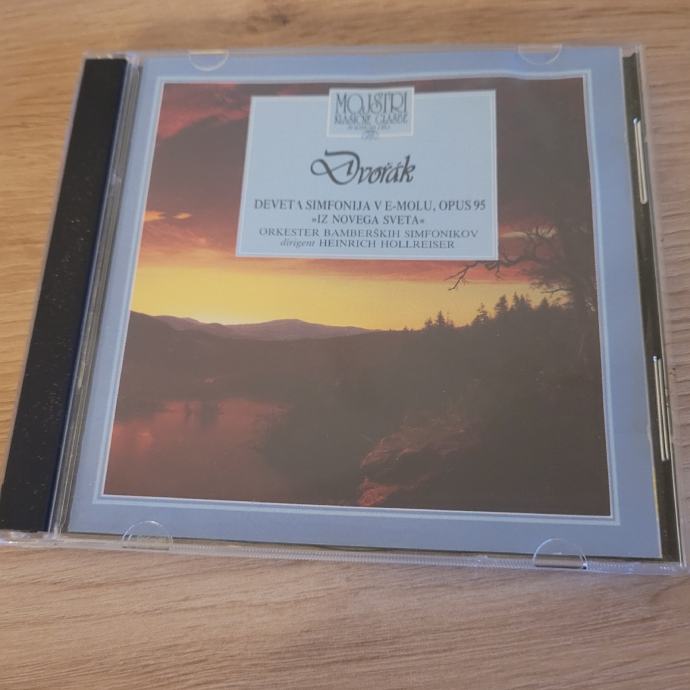 MOJSTRI
KLASIČNE GLASBE
Dvořák
DEVETA SIMFONIJA V E-MOLU, OPUS 95
»IZ NOVEGA SVETA«
ORKESTER BAMBERŠKIH SIMFONIKOV
dirigent HEINRICH HOLLREISER